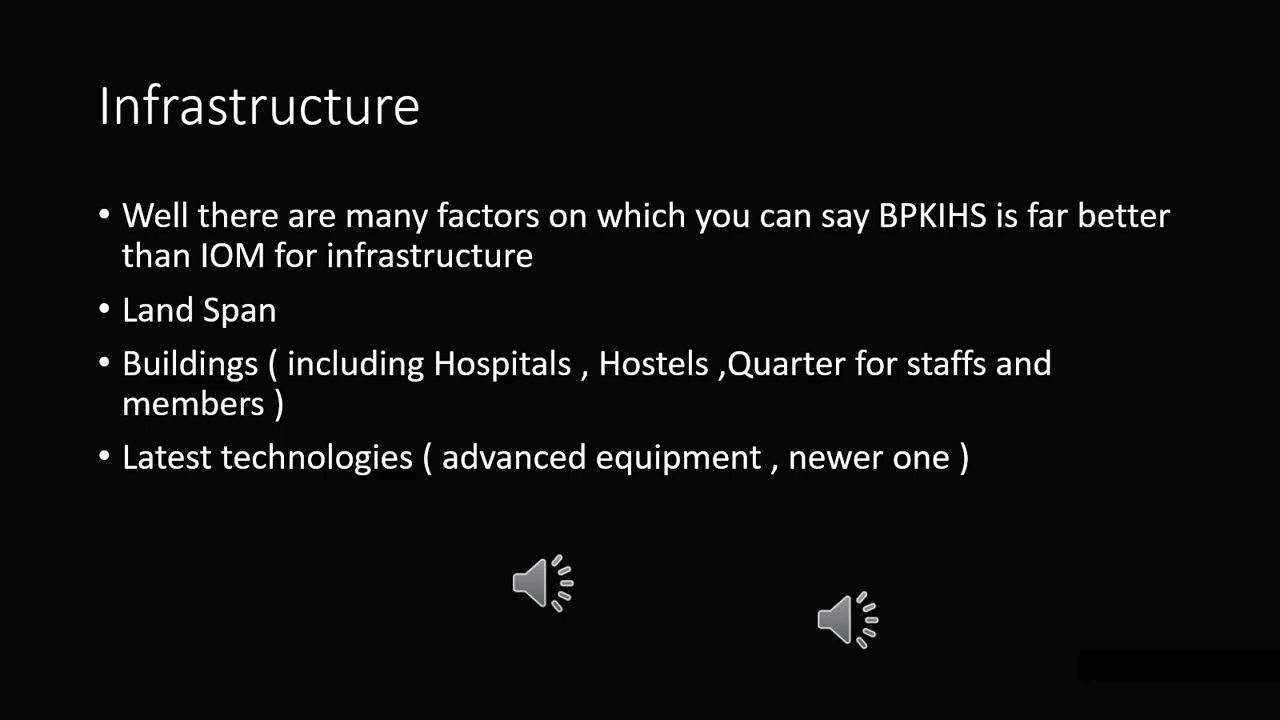 Infrastructure
• Well there are many factors on which you can say BPKIHS is far better
than IOM for infrastructure
• Land Span
• Buildings ( including Hospitals , Hostels ,Quarter for staffs and
members )
• Latest technologies ( advanced equipment , newer one )